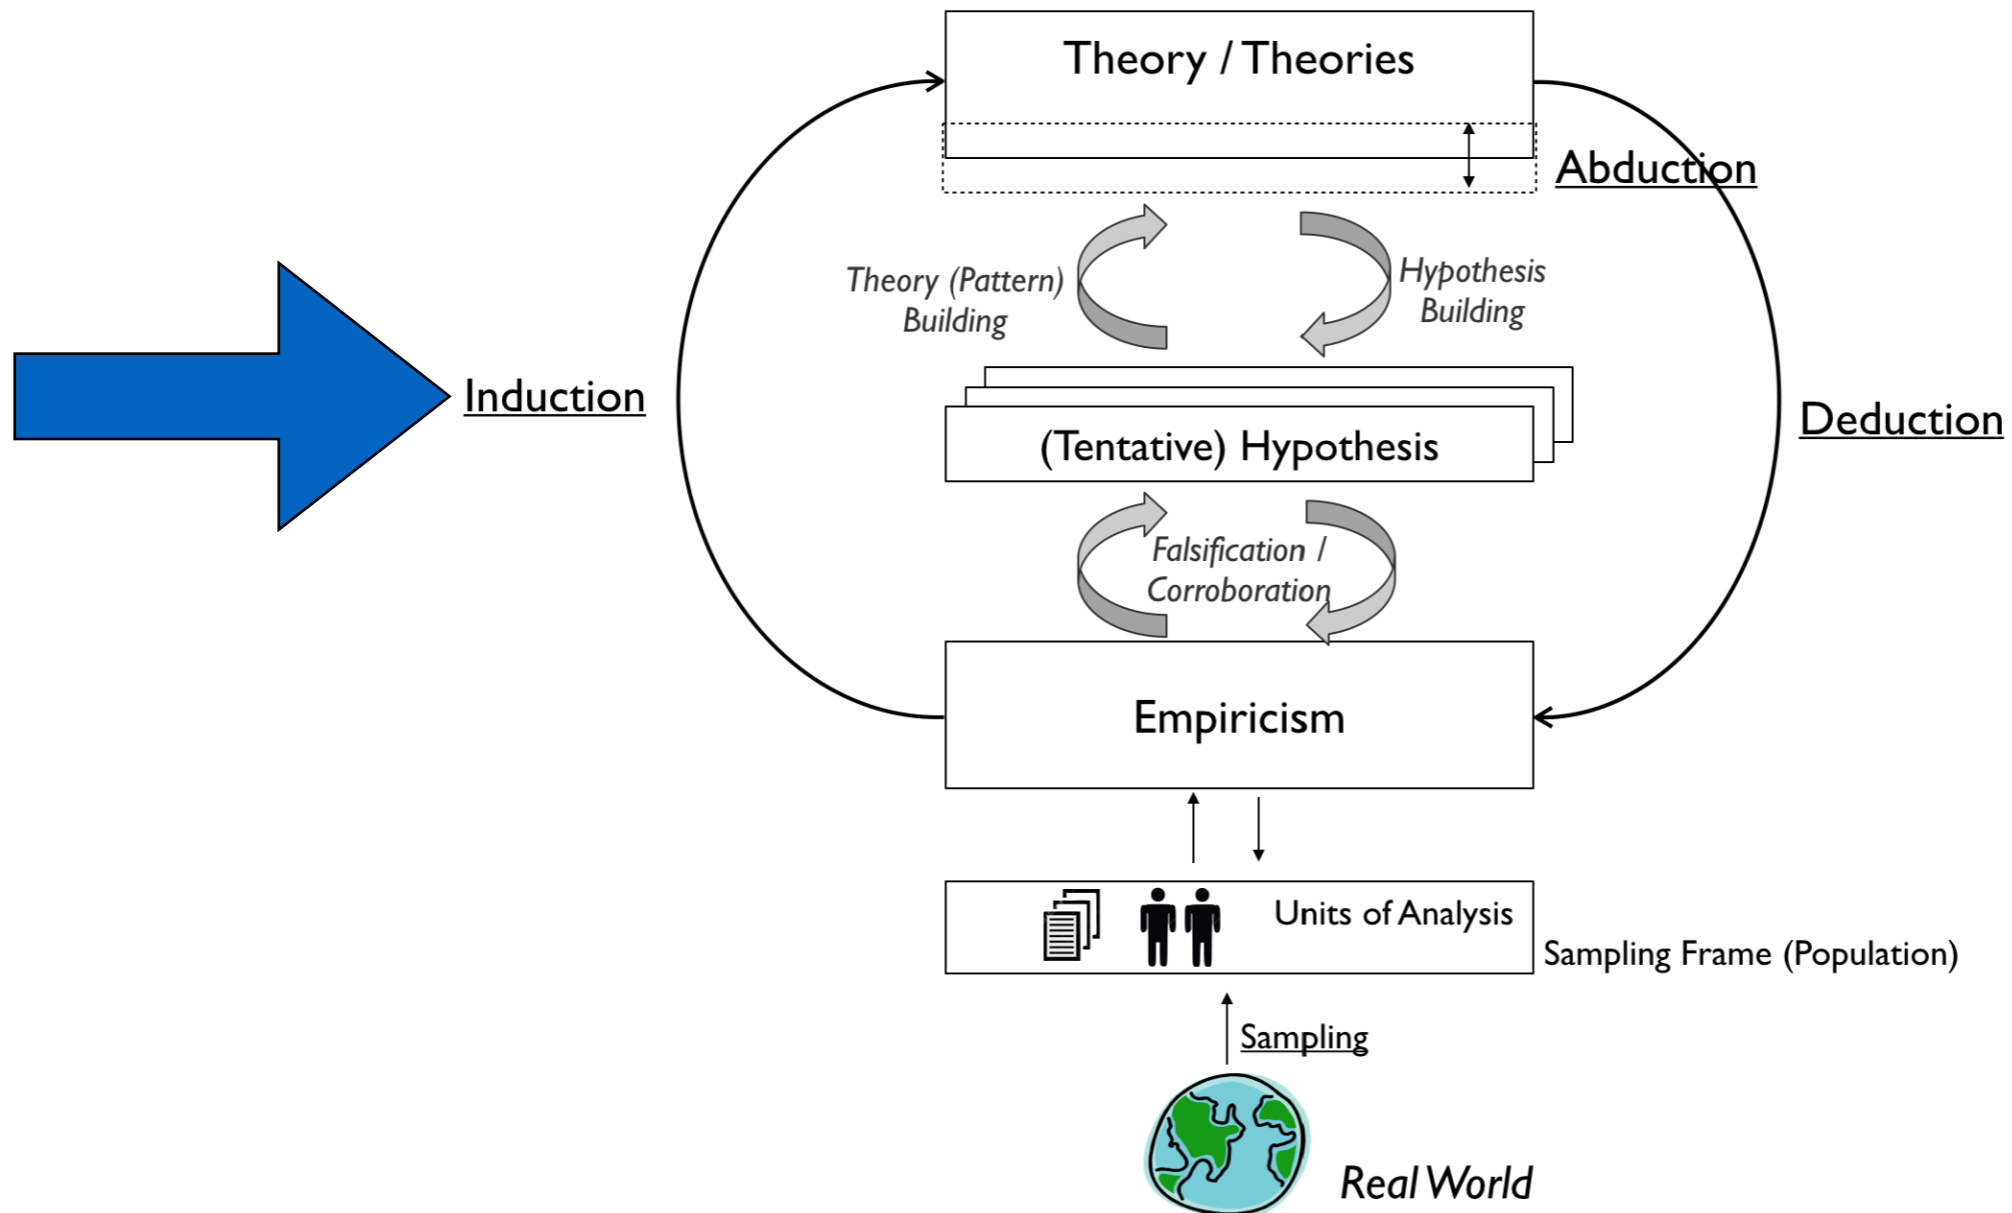 Theory / Theories
Abduction
Theory (Pattern)
Building
Hypothesis
Building
Induction
(Tentative) Hypothesis
Deduction
Falsification /
Corroboration
Empiricism
Units of Analysis
Sampling Frame (Population)
Sampling
Real World